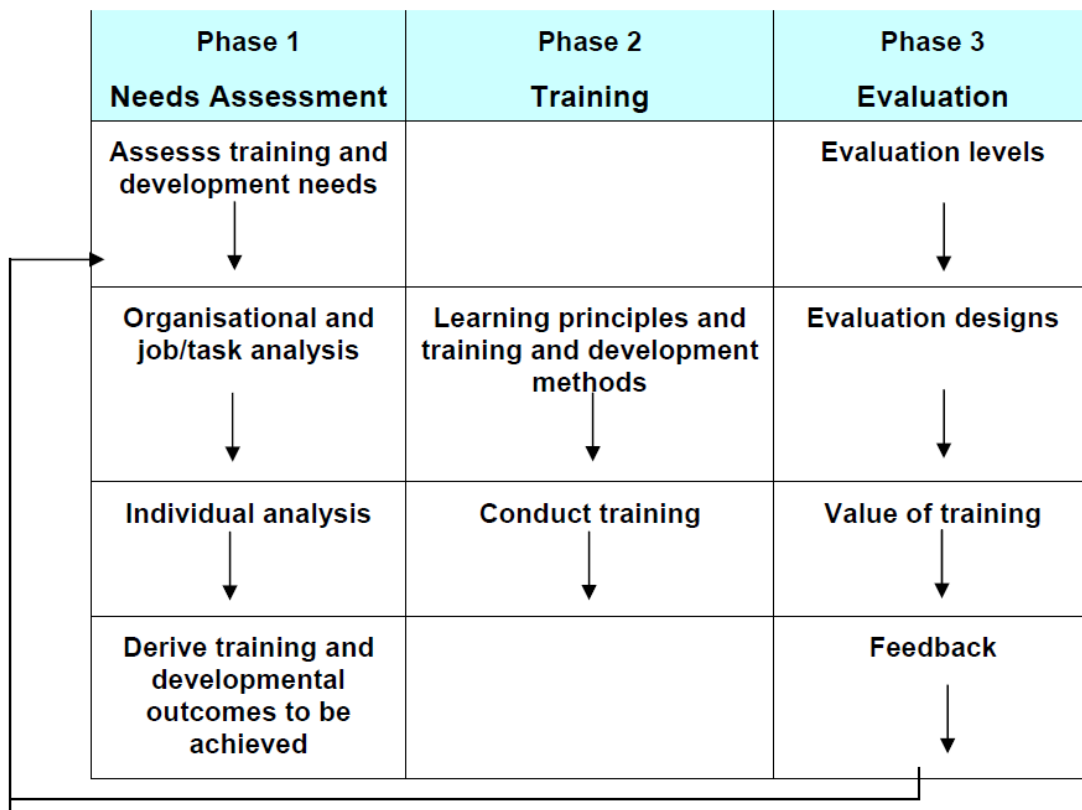 Phase 1
Needs Assessment
Phase 2
Training
Phase 3
Evaluation
Assesss training and
development needs
Evaluation levels
Organisational and
job/task analysis
Learning principles and
training and development
methods
Evaluation designs
Individual analysis
Conduct training
Value of training
Derive training and
developmental
outcomes to be
achieved
Feedback